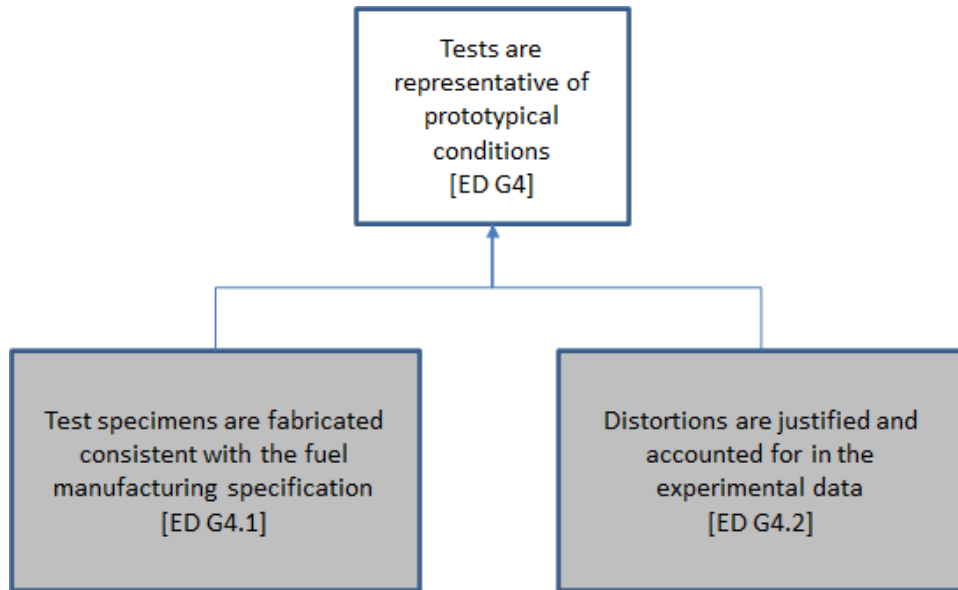 Tests are
representative of
prototypical
conditions
[ED G4]
Test specimens are fabricated
consistent with the fuel
manufacturing specification
[ED G4.1]
Distortions are justified and
accounted for in the
experimental data
[ED G4.2]